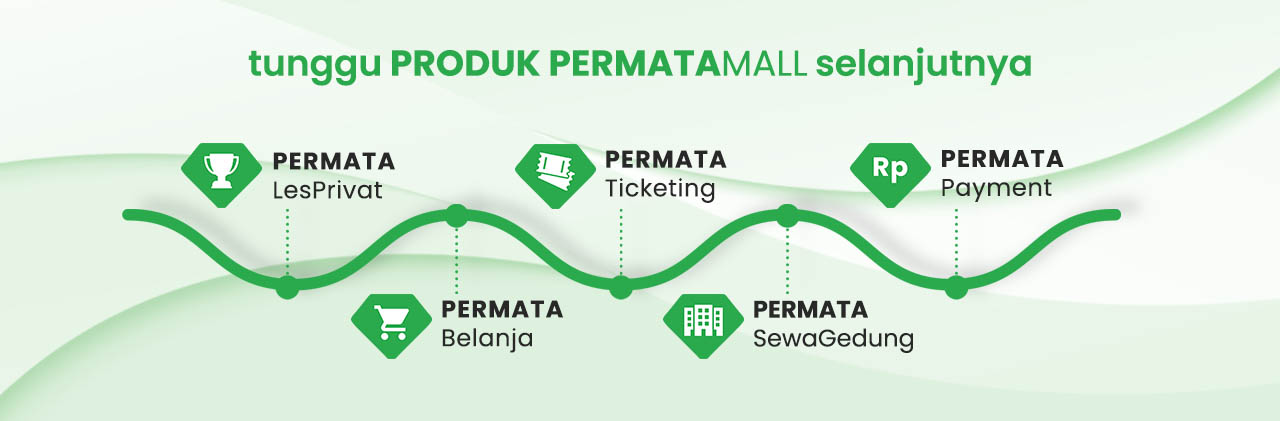 tunggu PRODUK PERMATAMALL selanjutnya
PERMATA
LesPrivat
PERMATA
Belanja
PERMATA
Ticketing
PERMATA
SewaGedung
Rp
PERMATA
Payment